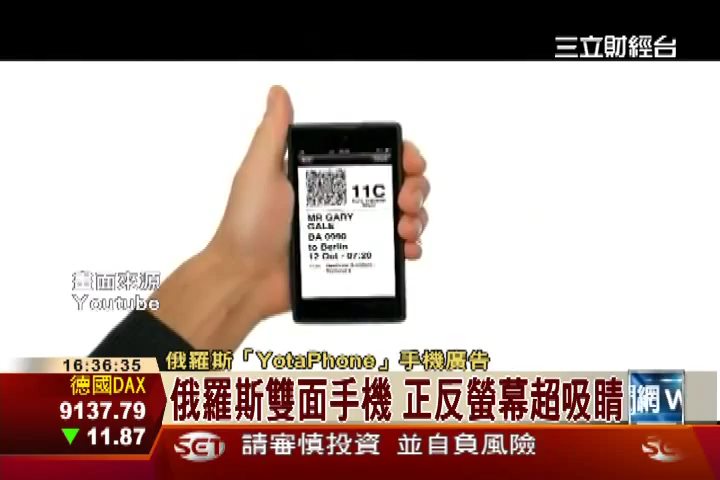 三立財經台
11C
MR GARY
GALE
BA 0990
to Berlin
12 Oct - 07:20
畫面來源
Youtube
16:36:35
俄羅斯「YotaPhone」手機廣告
德國DAX
9137.79
▼ 11.87
俄羅斯雙面手機 正反螢幕超吸睛
網 W
SET 請審慎投資 並自負風險